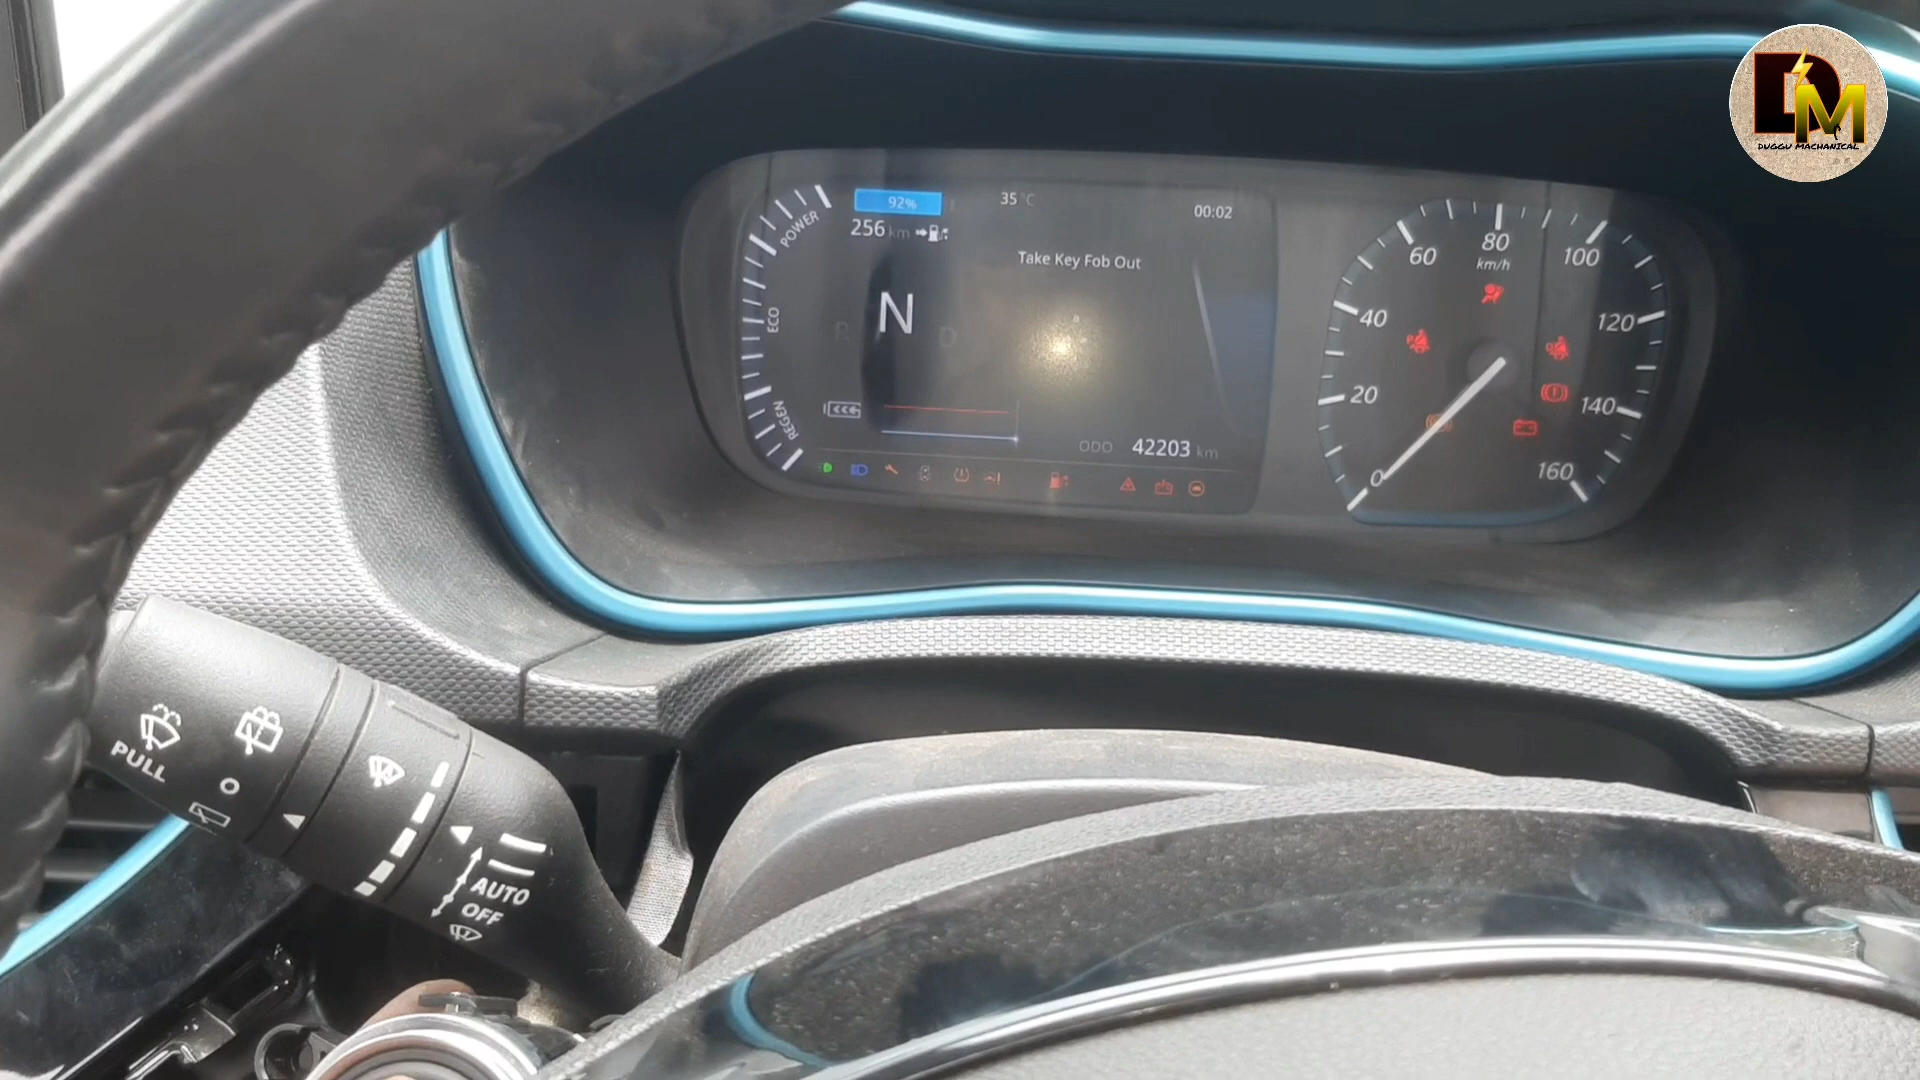 DM
DUGGU MACHANICAL
92%
35 °C
00:02
256 km
Take Key Fob Out
R N D
POWER
ECO
REGEN
ODO 42203 km
0
20
40
60
80
100
120
140
160
km/h
PULL
AUTO
OFF